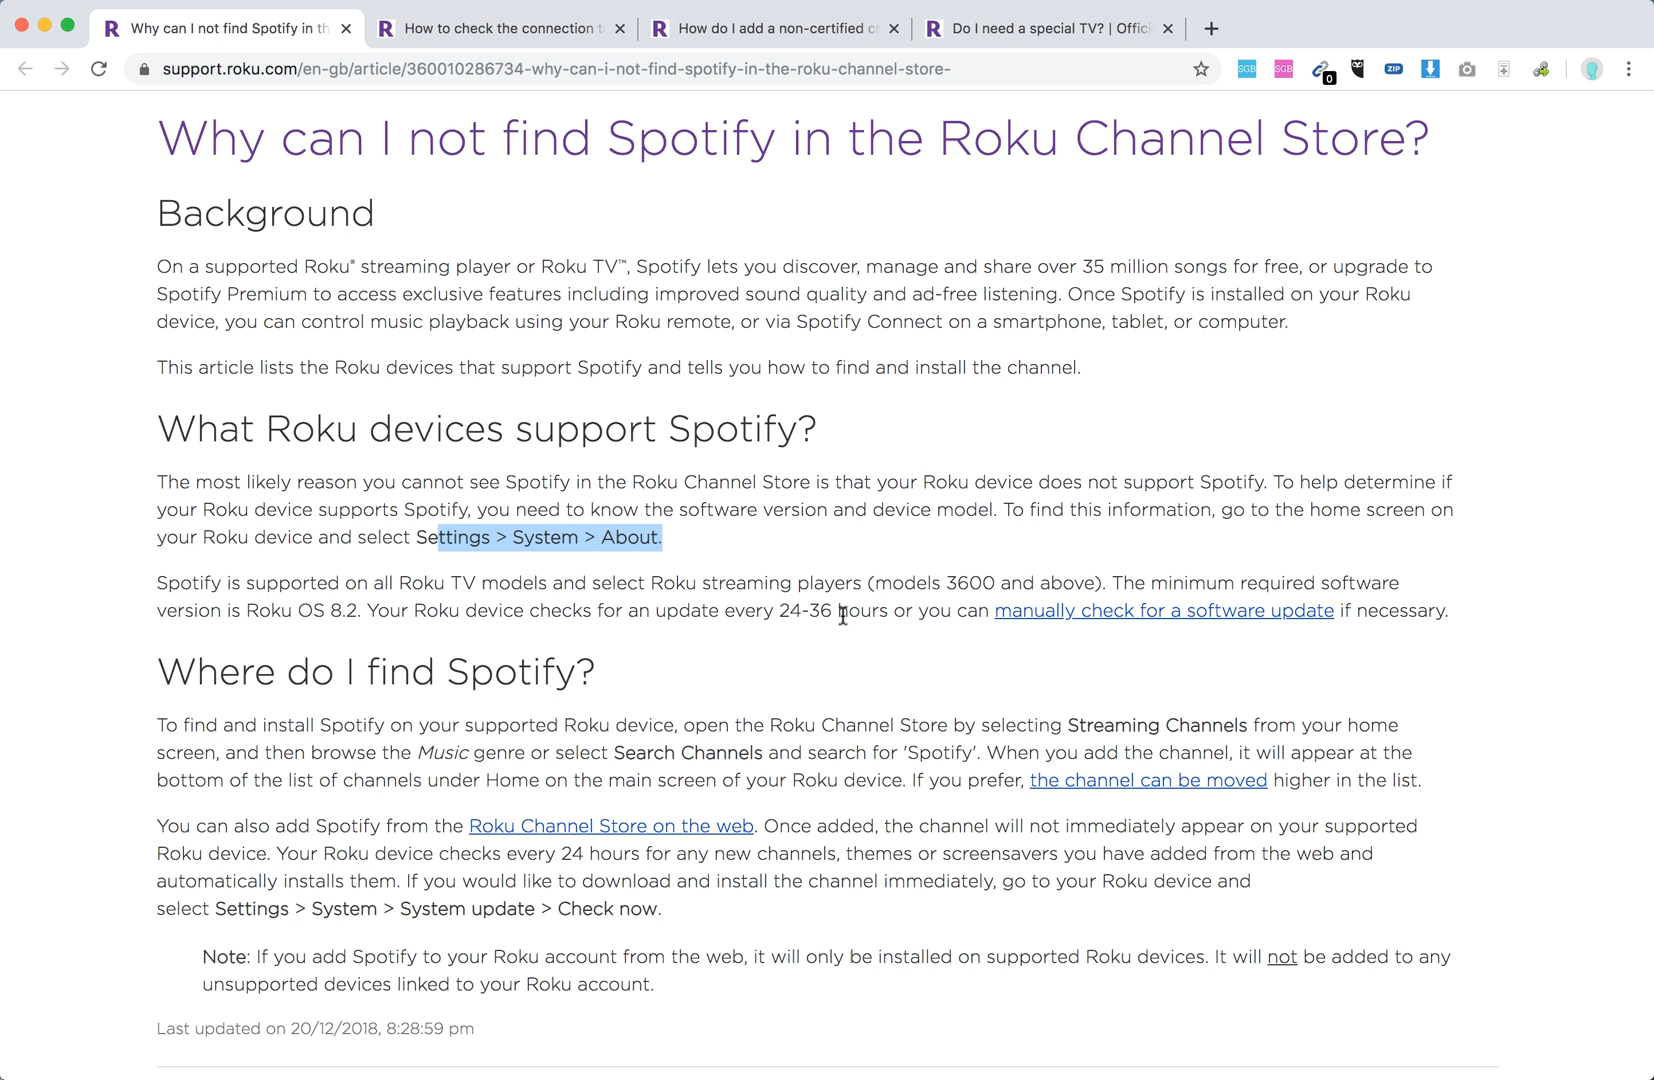 R Why can I not find Spotify in th
R How to check the connection t
R How do I add a non-certified c
R Do I need a special TV? | Offici
support.roku.com/en-gb/article/360010286734-why-can-i-not-find-spotify-in-the-roku-channel-store-
SGB SGB 0 ZIP
Why can I not find Spotify in the Roku Channel Store?
Background
On a supported Roku® streaming player or Roku TV™, Spotify lets you discover, manage and share over 35 million songs for free, or upgrade to
Spotify Premium to access exclusive features including improved sound quality and ad-free listening. Once Spotify is installed on your Roku
device, you can control music playback using your Roku remote, or via Spotify Connect on a smartphone, tablet, or computer.
This article lists the Roku devices that support Spotify and tells you how to find and install the channel.
What Roku devices support Spotify?
The most likely reason you cannot see Spotify in the Roku Channel Store is that your Roku device does not support Spotify. To help determine if
your Roku device supports Spotify, you need to know the software version and device model. To find this information, go to the home screen on
your Roku device and select Settings > System > About.
Spotify is supported on all Roku TV models and select Roku streaming players (models 3600 and above). The minimum required software
version is Roku OS 8.2. Your Roku device checks for an update every 24-36 hours or you can manually check for a software update if necessary.
Where do I find Spotify?
To find and install Spotify on your supported Roku device, open the Roku Channel Store by selecting Streaming Channels from your home
screen, and then browse the Music genre or select Search Channels and search for 'Spotify'. When you add the channel, it will appear at the
bottom of the list of channels under Home on the main screen of your Roku device. If you prefer, the channel can be moved higher in the list.
You can also add Spotify from the Roku Channel Store on the web. Once added, the channel will not immediately appear on your supported
Roku device. Your Roku device checks every 24 hours for any new channels, themes or screensavers you have added from the web and
automatically installs them. If you would like to download and install the channel immediately, go to your Roku device and
select Settings > System > System update > Check now.
Note: If you add Spotify to your Roku account from the web, it will only be installed on supported Roku devices. It will not be added to any
unsupported devices linked to your Roku account.
Last updated on 20/12/2018, 8:28:59 pm